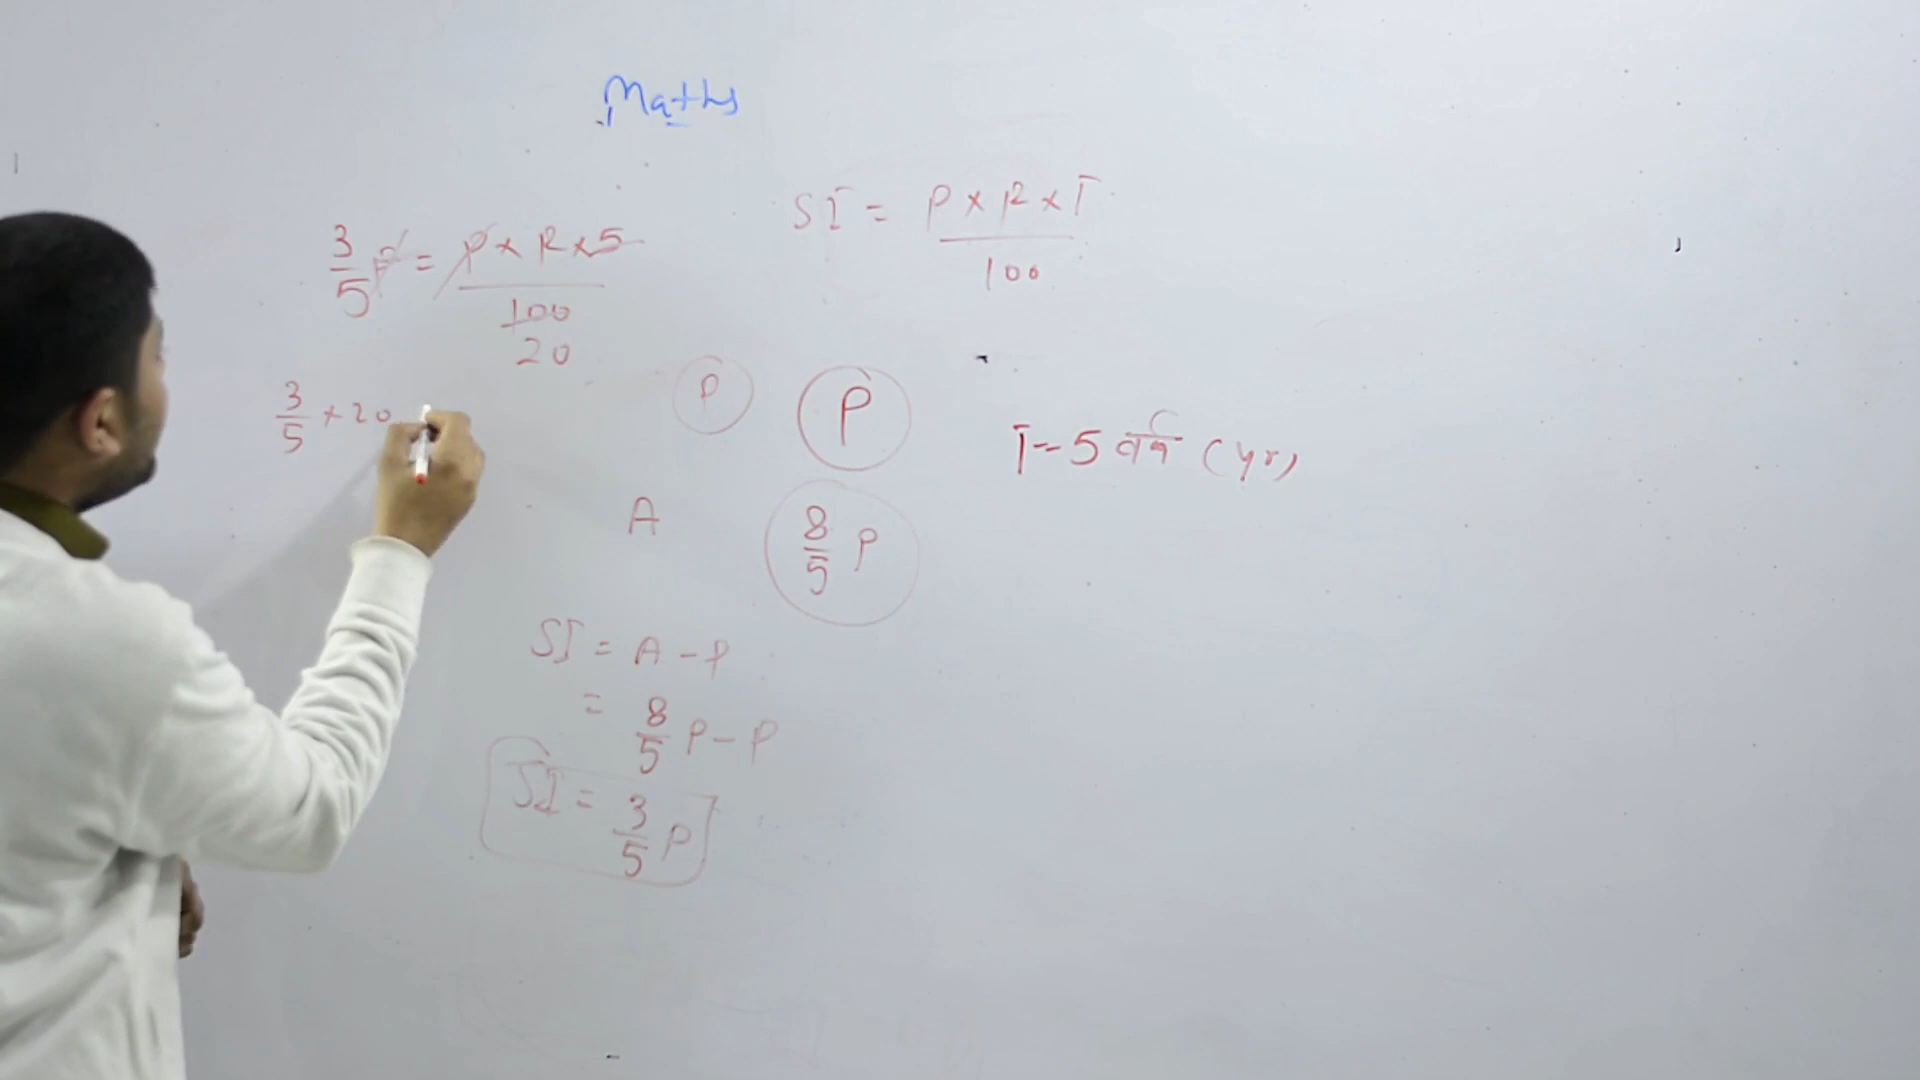 Maths
SI = P x R x T
100
3/5 P = P x R x 5
100
20
3/5 x 20
P
P
T - 5 वर्ष (yr)
A
8/5 P
SI = A - P
= 8/5 P - P
SI = 3/5 P